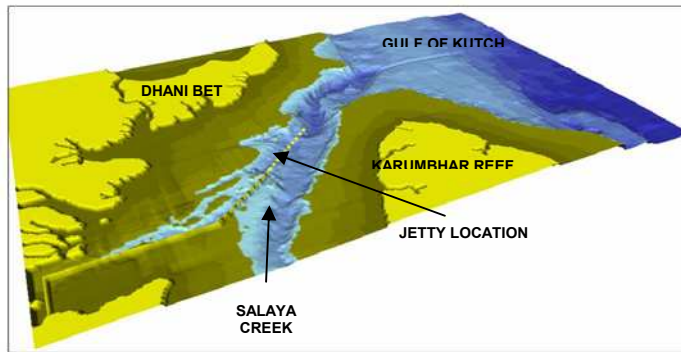 GULF OF KUTCH
DHANI BET
KARUMBHAR REEF
JETTY LOCATION
SALAYA
CREEK